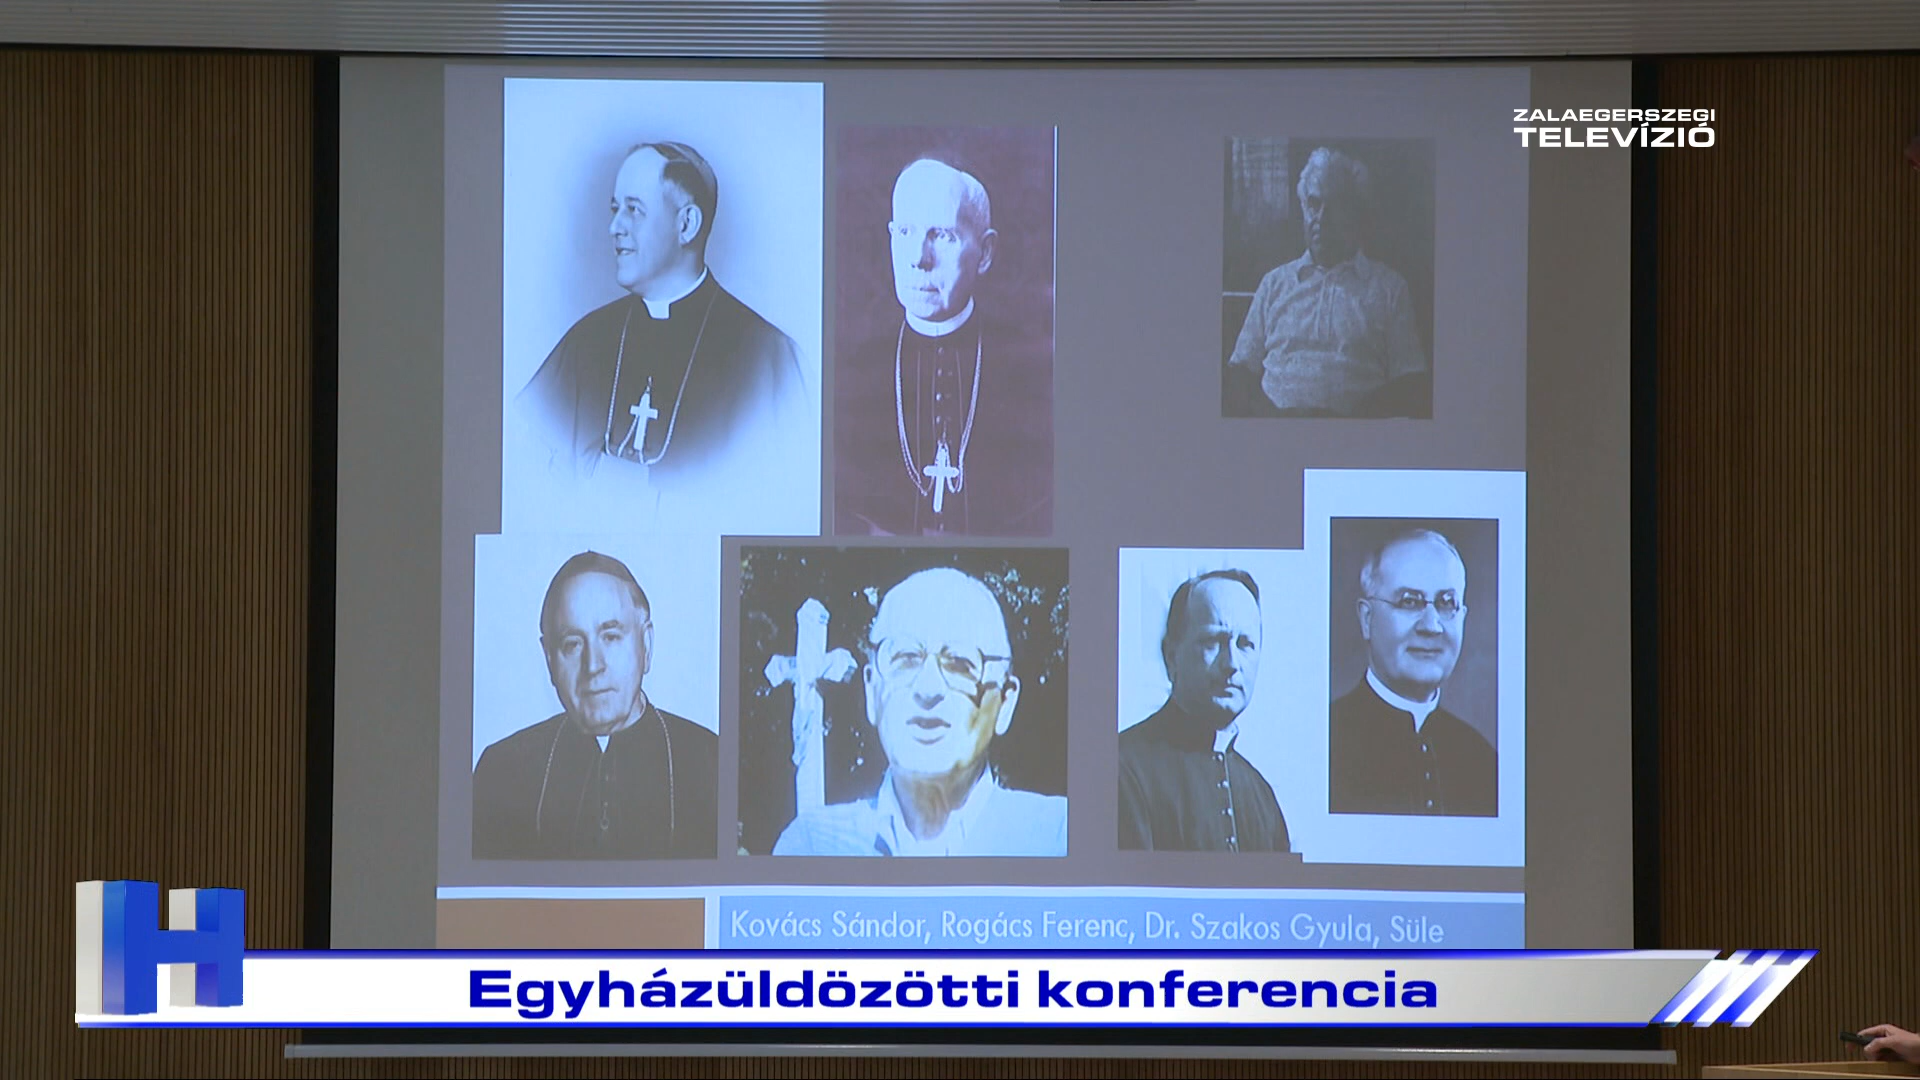 ZALAEGERSZEGI
TELEVÍZIÓ
Kovács Sándor, Rogács Ferenc, Dr. Szakos Gyula, Süle
H
Egyházüldözötti konferencia